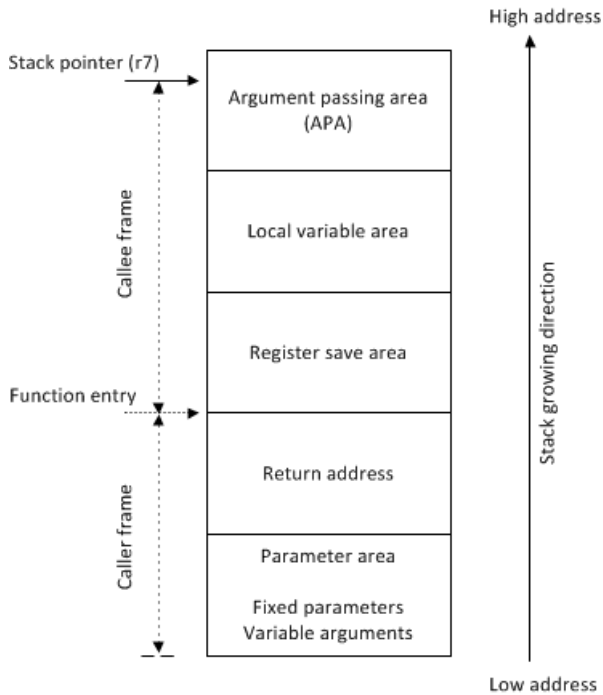 High address
Stack pointer (r7)
Argument passing area
(APA)
Callee frame
Local variable area
Stack growing direction
Register save area
Function entry
Return address
Caller frame
Parameter area
Fixed parameters
Variable arguments
Low address